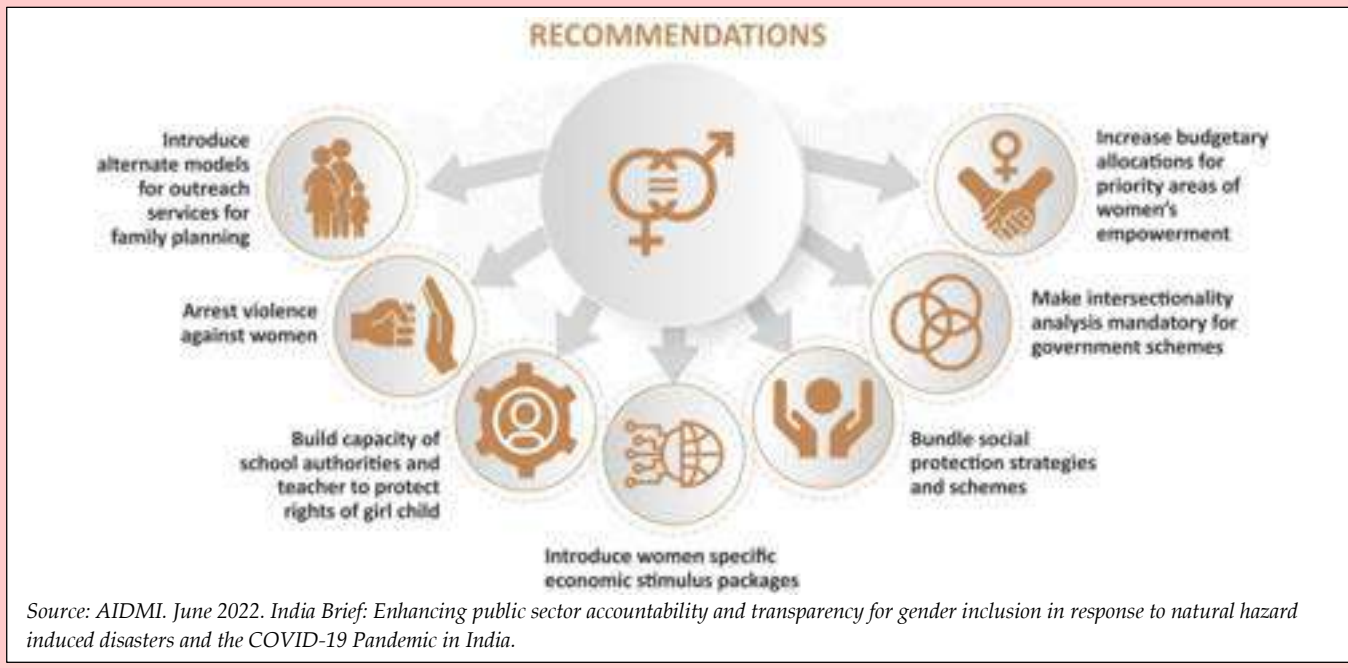 RECOMMENDATIONS
Introduce
alternate models
for outreach
services for
family planning
Arrest violence
against women
Build capacity of
school authorities and
teacher to protect
rights of girl child
Introduce women specific
economic stimulus packages
Bundle social
protection strategies
and schemes
Make intersectionality
analysis mandatory for
government schemes
Increase budgetary
allocations for
priority areas of
women's
empowerment
Source: AIDMI. June 2022. India Brief: Enhancing public sector accountability and transparency for gender inclusion in response to natural hazard
induced disasters and the COVID-19 Pandemic in India.